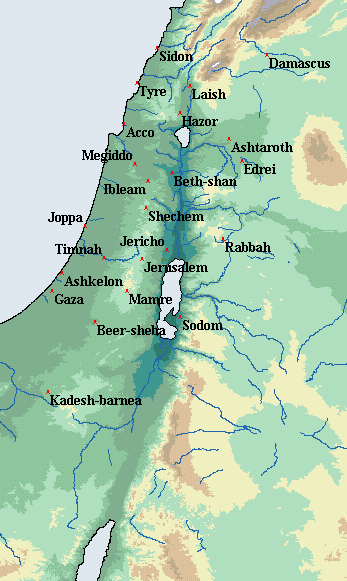 Sidon
Damascus
Tyre
Laish
Hazor
Acco
Ashtaroth
Megiddo
Edrei
Beth-shan
Ibleam
Shechem
Joppa
Jericho
Rabbah
Timnah
Jerusalem
Ashkelon
Gaza
Mamre
Sodom
Beer-sheba
Kadesh-barnea